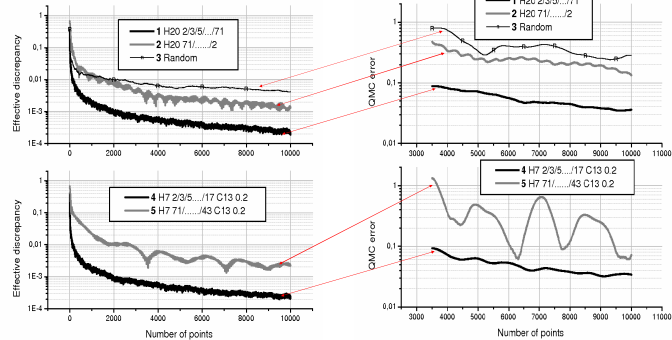 1 H20 2/3/5/.../71
2 H20 71/....../2
3 Random
Effective discrepancy
1
0,1
0,01
1E-3
1E-4
0
2000
4000
6000
8000
10000
1 H20 2/3/5/.../71
2 H20 71/....../2
3 Random
QMC error
1
0,1
0,01
3000
4000
5000
6000
7000
8000
9000
10000
11000
4 H7 2/3/5..../17 C13 0.2
5 H7 71/....../43 C13 0.2
Effective discrepancy
1
0,1
0,01
1E-3
1E-4
0
2000
4000
6000
8000
10000
Number of points
4 H7 2/3/5..../17 C13 0.2
5 H7 71/....../43 C13 0.2
QMC error
1
0,1
0,01
3000
4000
5000
6000
7000
8000
9000
10000
11000
Number of points